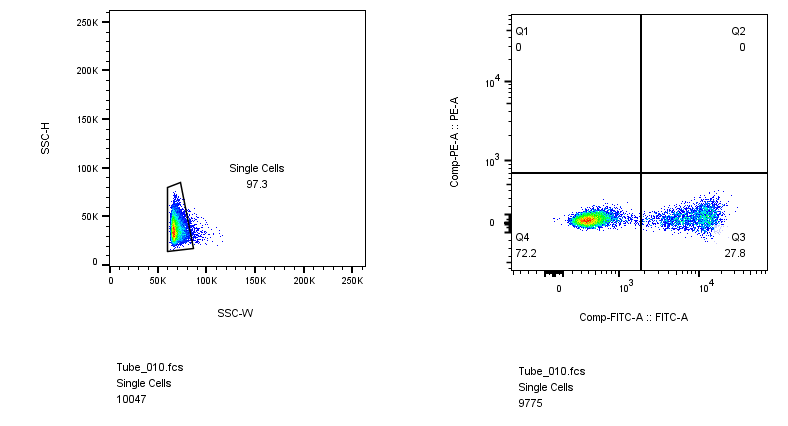 250K
200K
150K
100K
50K
0
SSC-H
Single Cells
97.3
0 50K 100K 150K 200K 250K
SSC-W
Tube_010.fcs
Single Cells
10047
Q1
0
Q2
0
10^4
10^3
0
Comp-PE-A :: PE-A
Q4
72.2
Q3
27.8
0 10^3 10^4
Comp-FITC-A :: FITC-A
Tube_010.fcs
Single Cells
9775